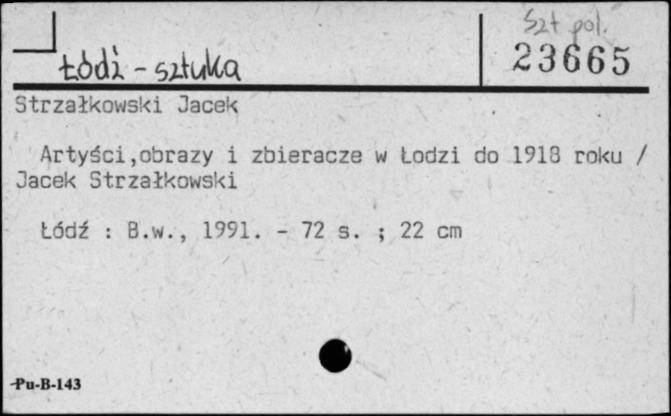 Szt pol.
23665
Łódź - sztuka
Strzałkowski Jacek
Artyści,obrazy i zbieracze w Łodzi do 1918 roku /
Jacek Strzałkowski
Łódź : B.w., 1991. - 72 s. ; 22 cm
Pu-B-143